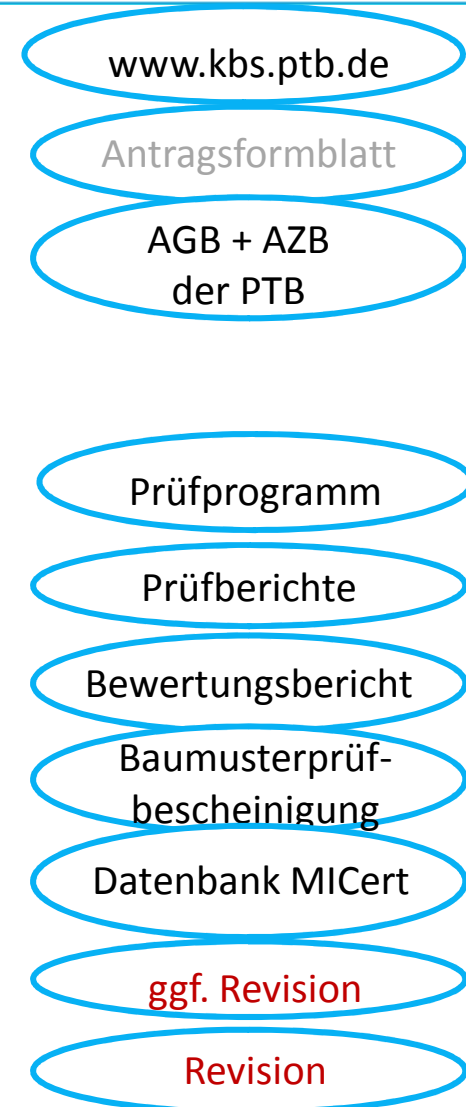 www.kbs.ptb.de
Antragsformblatt
AGB + AZB
der PTB
Prüfprogramm
Prüfberichte
Bewertungsbericht
Baumusterprüf-
bescheinigung
Datenbank MICert
ggf. Revision
Revision